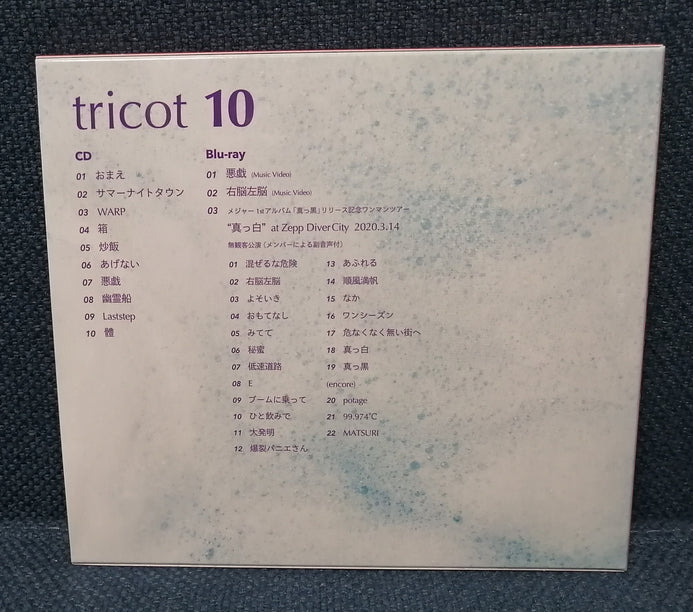 tricot 10
CD
01 おまえ
02 サマーナイトタウン
03 WARP
04 箱
05 炒飯
06 あげない
07 悪戯
08 幽霊船
09 Laststep
10 體
Blu-ray
01 悪戯 (Music Video)
02 右脳左脳 (Music Video)
03 メジャー 1stアルバム「真っ黒」リリース記念ワンマンツアー
"真っ白" at Zepp DiverCity 2020.3.14
無観客公演（メンバーによる副音声付）
01 混ぜるな危険
02 右脳左脳
03 よそいき
04 おもてなし
05 みてて
06 秘蜜
07 低速道路
08 E
09 ブームに乗って
10 ひと飲みで
11 大発明
12 爆裂パニエさん
13 あふれる
14 順風満帆
15 なか
16 ワンシーズン
17 危なくなく無い街へ
18 真っ白
19 真っ黒
(encore)
20 potage
21 99.974℃
22 MATSURI